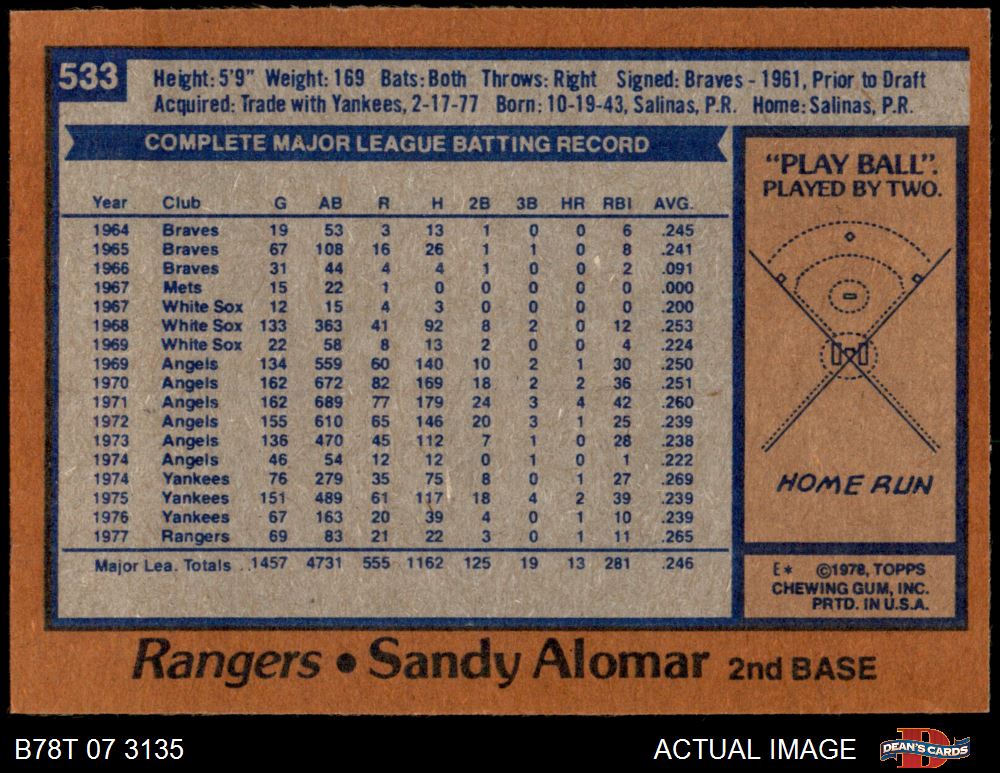 533
Height: 5'9" Weight: 169 Bats: Both Throws: Right Signed: Braves - 1961, Prior to Draft
Acquired: Trade with Yankees, 2-17-77 Born: 10-19-43, Salinas, P.R. Home: Salinas, P.R.
COMPLETE MAJOR LEAGUE BATTING RECORD
Year Club G AB R H 2B 3B HR RBI AVG.
1964 Braves 19 53 3 13 1 0 0 6 .245
1965 Braves 67 108 16 26 1 1 0 8 .241
1966 Braves 31 44 4 4 1 0 0 2 .091
1967 Mets 15 22 1 0 0 0 0 0 .000
1967 White Sox 12 15 4 3 0 0 0 0 .200
1968 White Sox 133 363 41 92 8 2 0 12 .253
1969 White Sox 22 58 8 13 2 0 0 4 .224
1969 Angels 134 559 60 140 10 2 1 30 .250
1970 Angels 162 672 82 169 18 2 2 36 .251
1971 Angels 162 689 77 179 24 3 4 42 .260
1972 Angels 155 610 65 146 20 3 1 25 .239
1973 Angels 136 470 45 112 7 1 0 28 .238
1974 Angels 46 54 12 12 0 1 0 1 .222
1974 Yankees 76 279 35 75 8 0 1 27 .269
1975 Yankees 151 489 61 117 18 4 2 39 .239
1976 Yankees 67 163 20 39 4 0 1 10 .239
1977 Rangers 69 83 21 22 3 0 1 11 .265
Major Lea. Totals . . 1457 4731 555 1162 125 19 13 281 .246
"PLAY BALL".
PLAYED BY TWO.
HOME RUN
E* ©1978, TOPPS
CHEWING GUM, INC.
PRTD. IN U.S.A.
Rangers • Sandy Alomar 2nd BASE
B78T 07 3135 ACTUAL IMAGE
DEAN'S CARDS